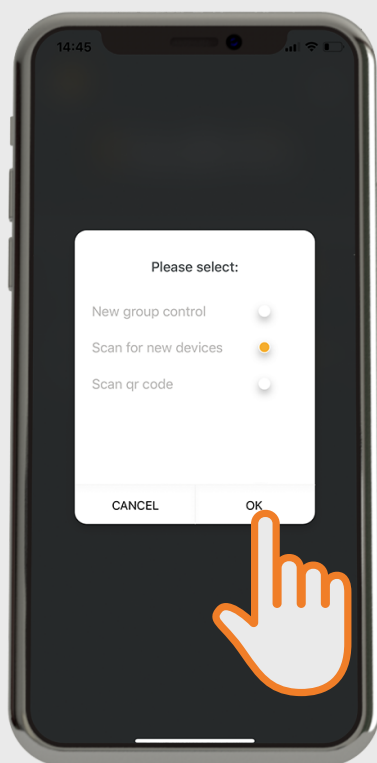 14:45
Please select:
New group control
Scan for new devices
Scan qr code
CANCEL OK